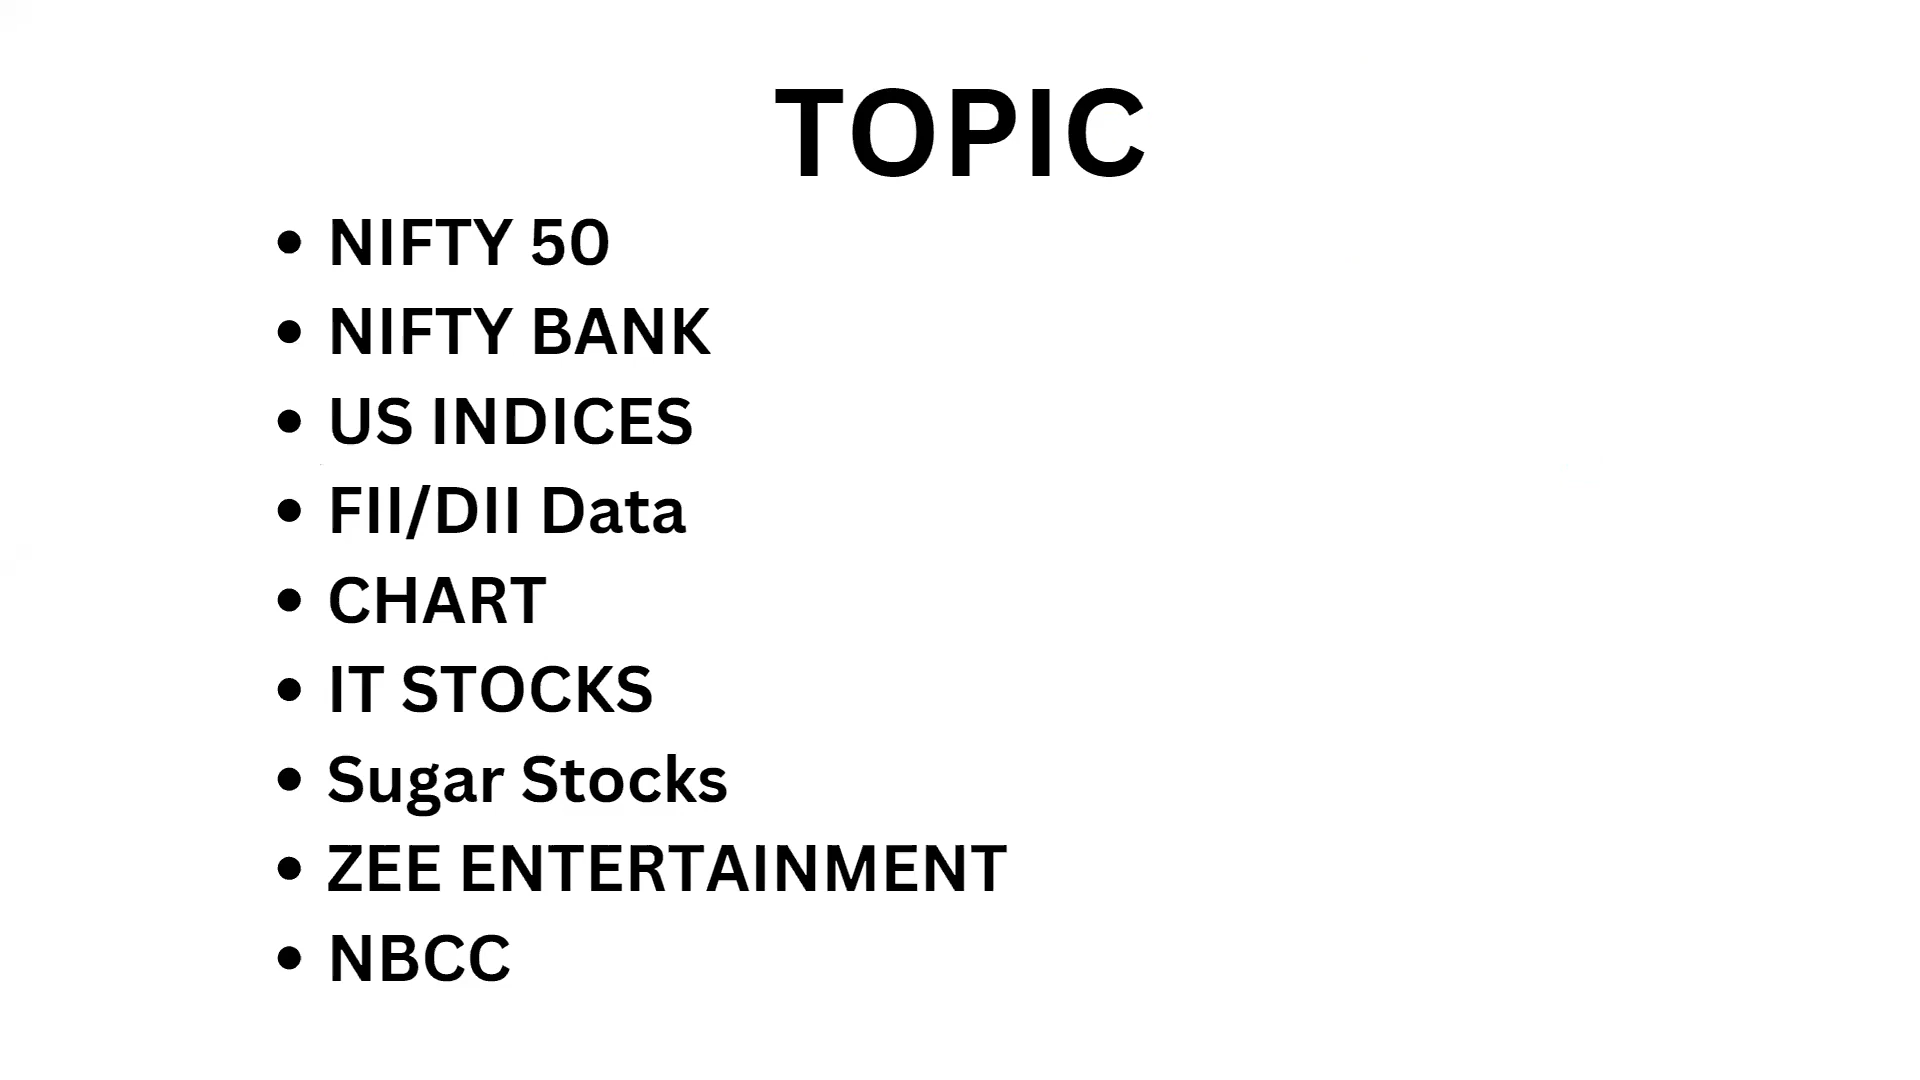 TOPIC
• NIFTY 50
• NIFTY BANK
• US INDICES
• FII/DII Data
• CHART
• IT STOCKS
• Sugar Stocks
• ZEE ENTERTAINMENT
• NBCC